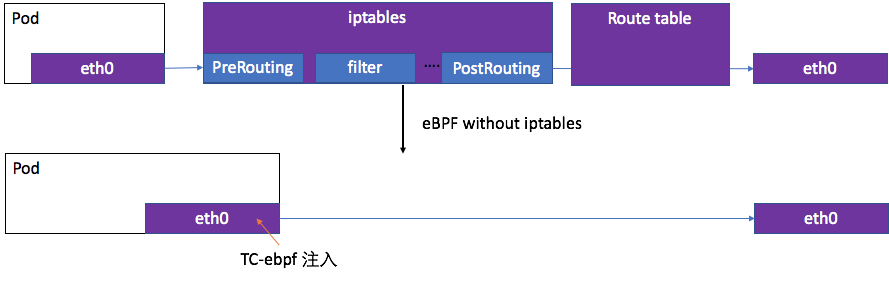 Pod
iptables
Route table
eth0
PreRouting
filter
....
PostRouting
eth0
eBPF without iptables
Pod
eth0
eth0
TC-ebpf 注入